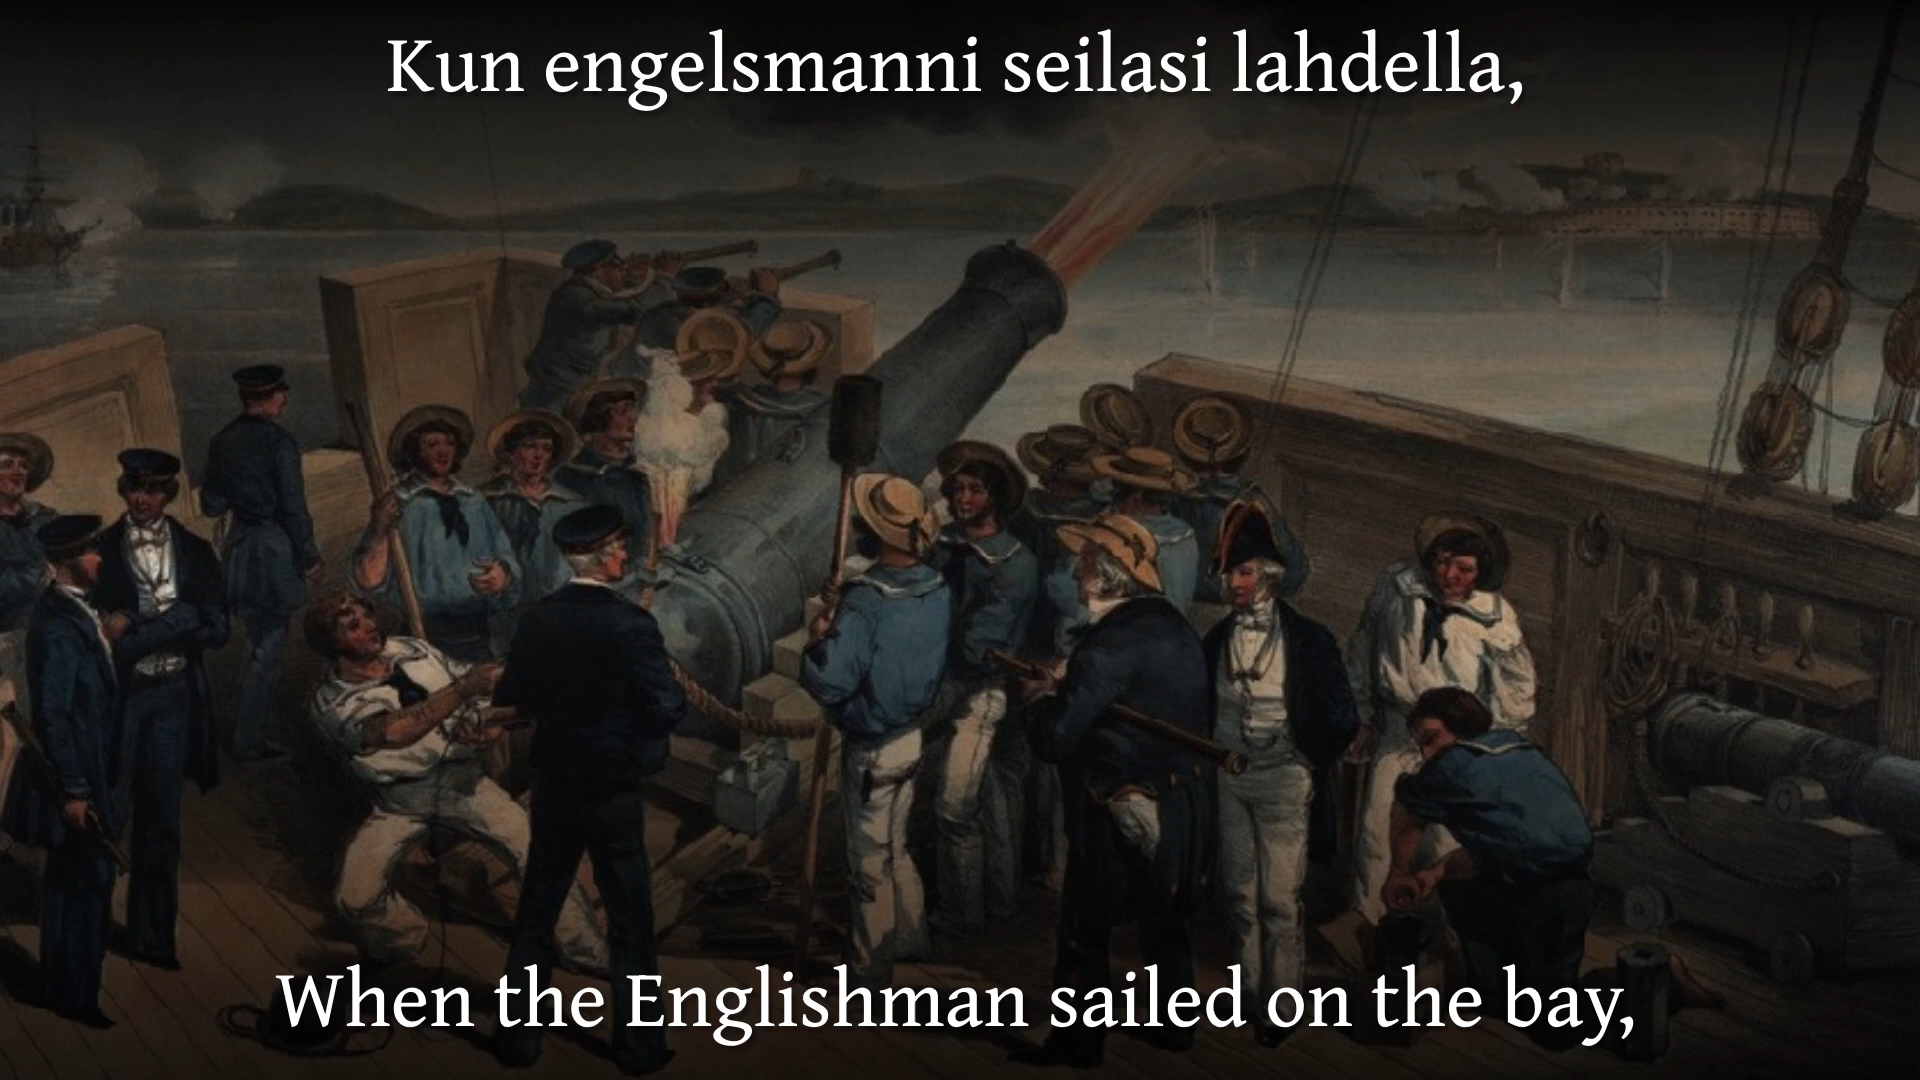 Kun engelsmanni seilasi lahdella,
When the Englishman sailed on the bay,